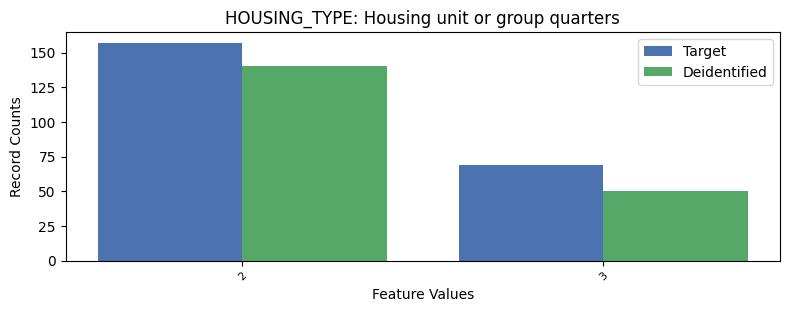 HOUSING_TYPE: Housing unit or group quarters
Target
Deidentified
Record Counts
150
125
100
75
50
25
0
2
3
Feature Values